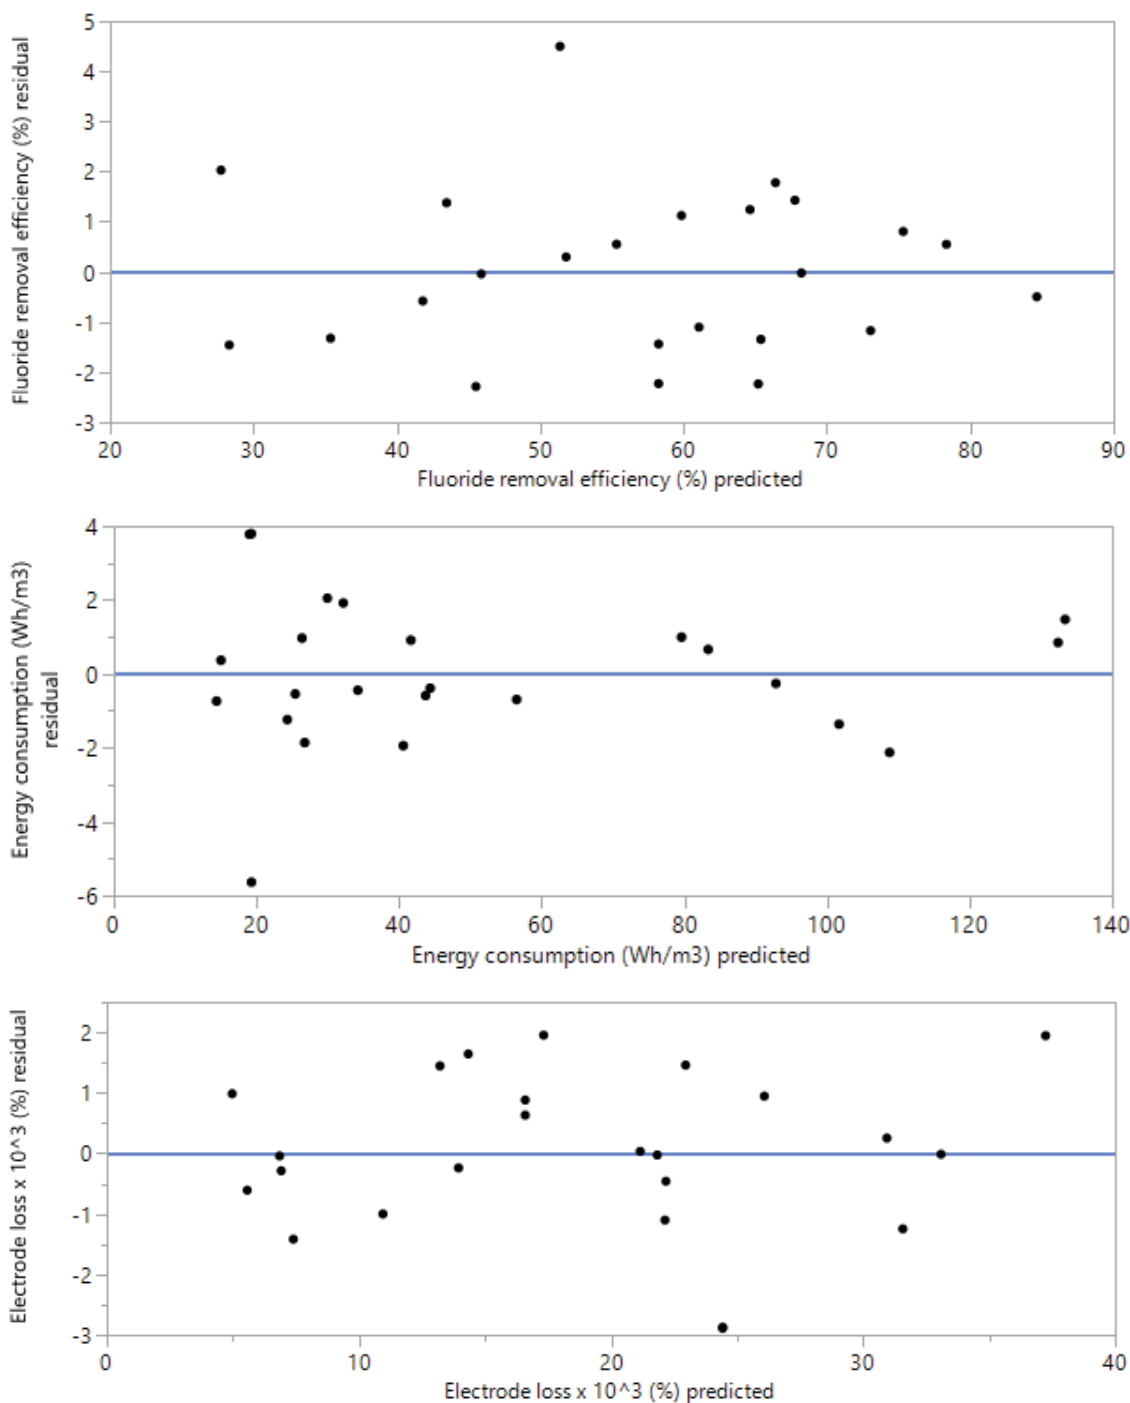 Fluoride removal efficiency (%) residual
5
4
3
2
1
0
-1
-2
-3
20 30 40 50 60 70 80 90
Fluoride removal efficiency (%) predicted
Energy consumption (Wh/m3)
residual
4
2
0
-2
-4
-6
0 20 40 60 80 100 120 140
Energy consumption (Wh/m3) predicted
Electrode loss x 10^3 (%) residual
2
1
0
-1
-2
-3
0 10 20 30 40
Electrode loss x 10^3 (%) predicted